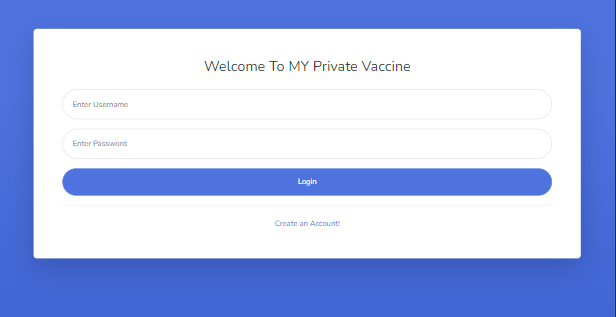 Welcome To MY Private Vaccine
Enter Username
Enter Password
Login
Create an Account!